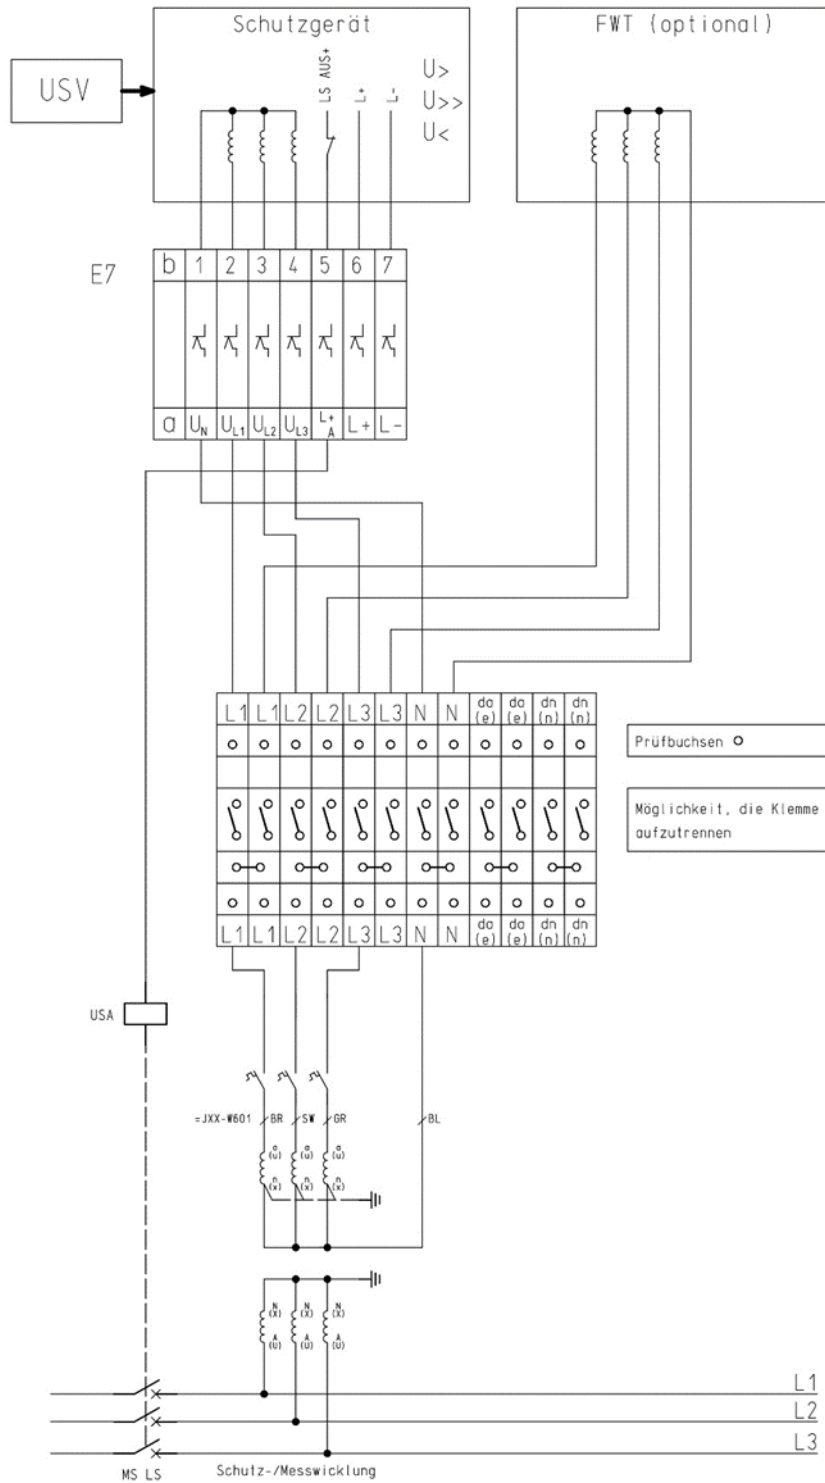 Schutzgerät
FWT (optional)
USV
LS AUS+
L+
L-
U>
U>>
U<
E7
b 1 2 3 4 5 6 7
a UN UL1 UL2 UL3 L+A L+ L-
L1 L1 L2 L2 L3 L3 N N da (e) da (e) dn (n) dn (n)
Prüfbuchsen
Möglichkeit, die Klemme
aufzutrennen
L1 L1 L2 L2 L3 L3 N N da (e) da (e) dn (n) dn (n)
USA
=JXX-W601 BR SW GR BL
a (u) a (u) a (u)
n (x) n (x) n (x)
N (X) N (X) N (X)
A (U) A (U) A (U)
L1
L2
L3
MS LS
Schutz-/Messwicklung